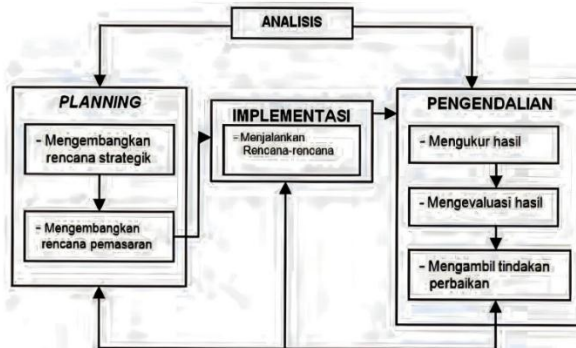 ANALISIS
PLANNING
- Mengembangkan
rencana strategik
- Mengembangkan
rencana pemasaran
IMPLEMENTASI
- Menjalankan
Rencana-rencana
PENGENDALIAN
- Mengukur hasil
- Mengevaluasi hasil
- Mengambil tindakan
perbaikan